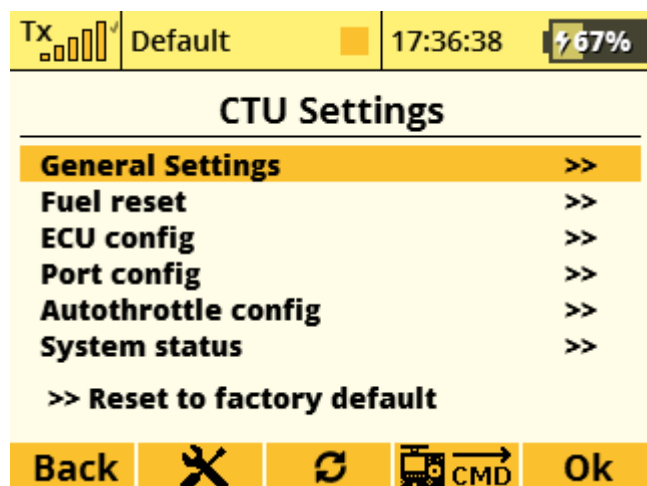 Tx Default 17:36:38 67%
CTU Settings
General Settings >>
Fuel reset >>
ECU config >>
Port config >>
Autothrottle config >>
System status >>
>> Reset to factory default
Back CMD Ok